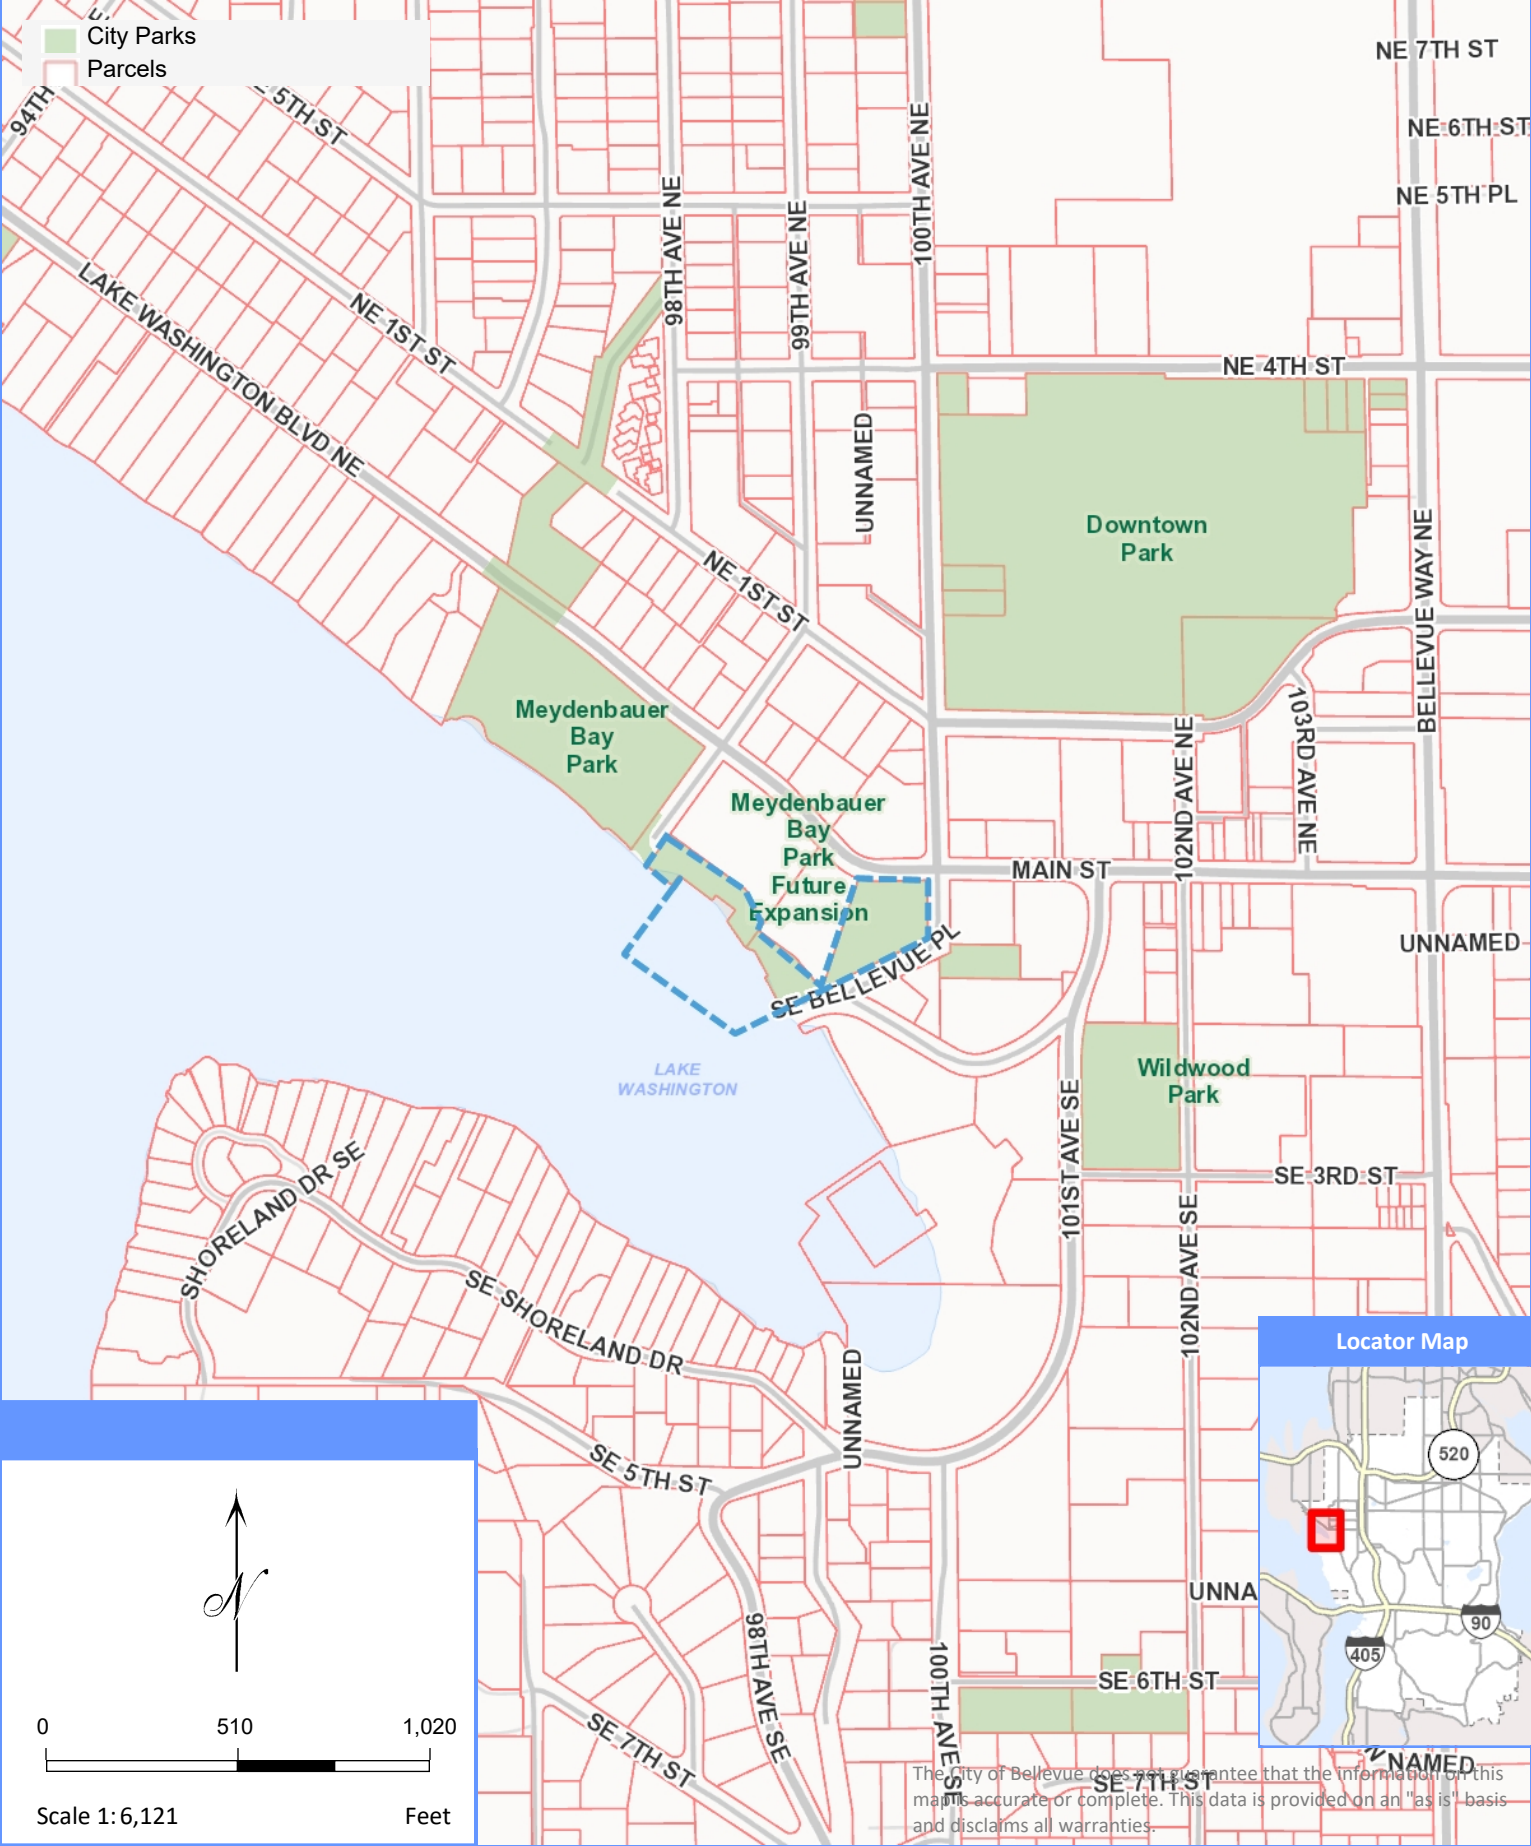 City Parks
Parcels
94TH
E 5TH ST
NE 7TH ST
NE 6TH ST
NE 5TH PL
98TH AVE NE
99TH AVE NE
100TH AVE NE
LAKE WASHINGTON BLVD NE
NE 1ST ST
NE 4TH ST
UNNAMED
Downtown
Park
BELLEVUE WAY NE
NE 1ST ST
Meydenbauer
Bay
Park
103RD AVE NE
102ND AVE NE
Meydenbauer
Bay
Park
Future
Expansion
MAIN ST
UNNAMED
SE BELLEVUE PL
LAKE
WASHINGTON
Wildwood
Park
101ST AVE SE
SE 3RD ST
SHORELAND DR SE
102ND AVE SE
SE SHORELAND DR
UNNAMED
SE 5TH ST
Locator Map
520
90
405
UNNA
98TH AVE SE
100TH AVE SE
SE 6TH ST
SE 7TH ST
SE 7TH ST
NAMED
N
0 510 1,020
Scale 1: 6,121 Feet
The City of Bellevue does not guarantee that the information on this
map is accurate or complete. This data is provided on an "as is" basis
and disclaims all warranties.